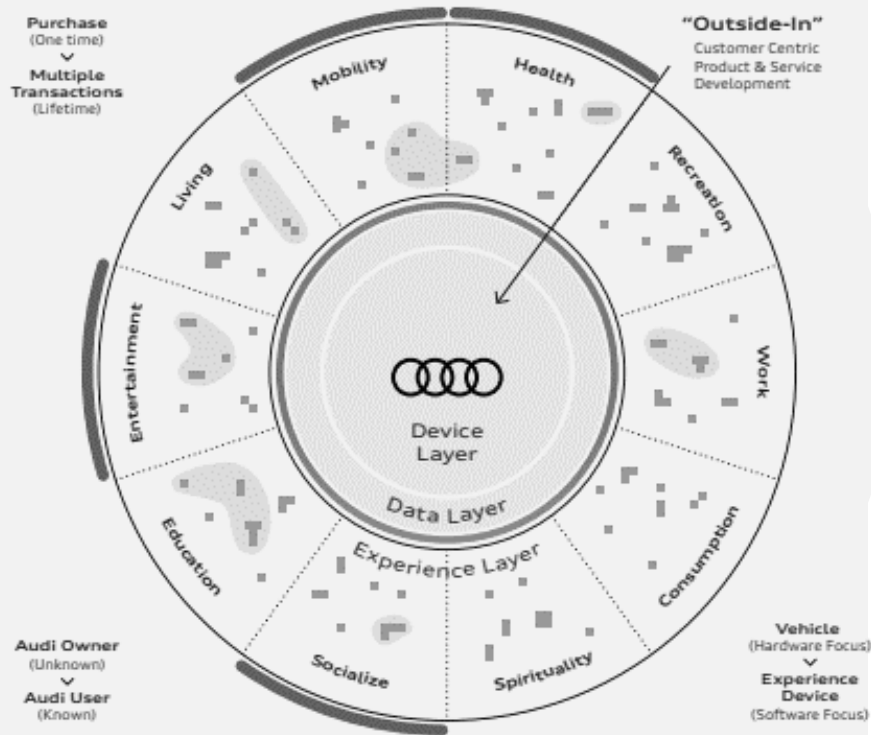 Purchase
(One time)
Multiple
Transactions
(Lifetime)
“Outside-In”
Customer Centric
Product & Service
Development
Mobility
Health
Living
Recreation
Entertainment
Work
Device
Layer
Data Layer
Experience Layer
Education
Consumption
Socialize
Spirituality
Audi Owner
(Unknown)
Audi User
(Known)
Vehicle
(Hardware Focus)
Experience
Device
(Software Focus)